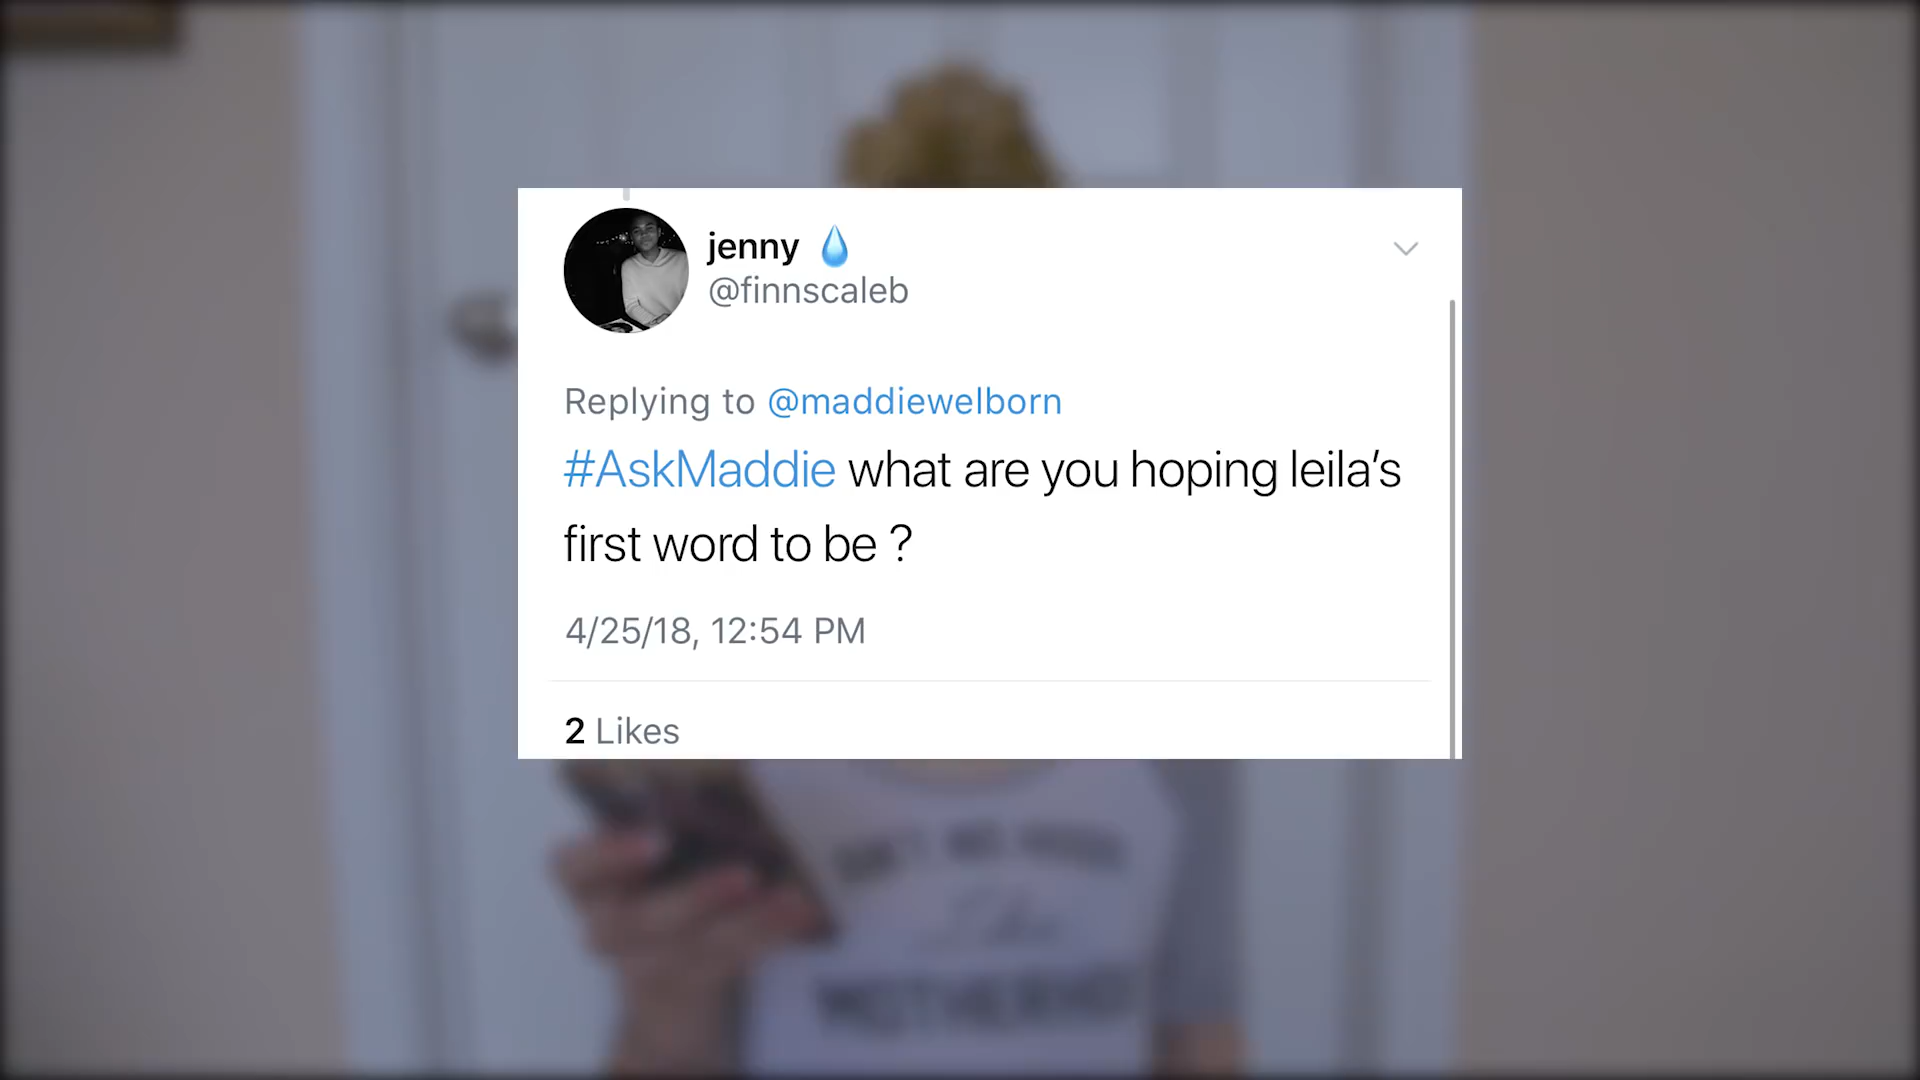 jenny 💧
@finnscaleb
Replying to @maddiewelborn
#AskMaddie what are you hoping leila's
first word to be ?
4/25/18, 12:54 PM
2 Likes